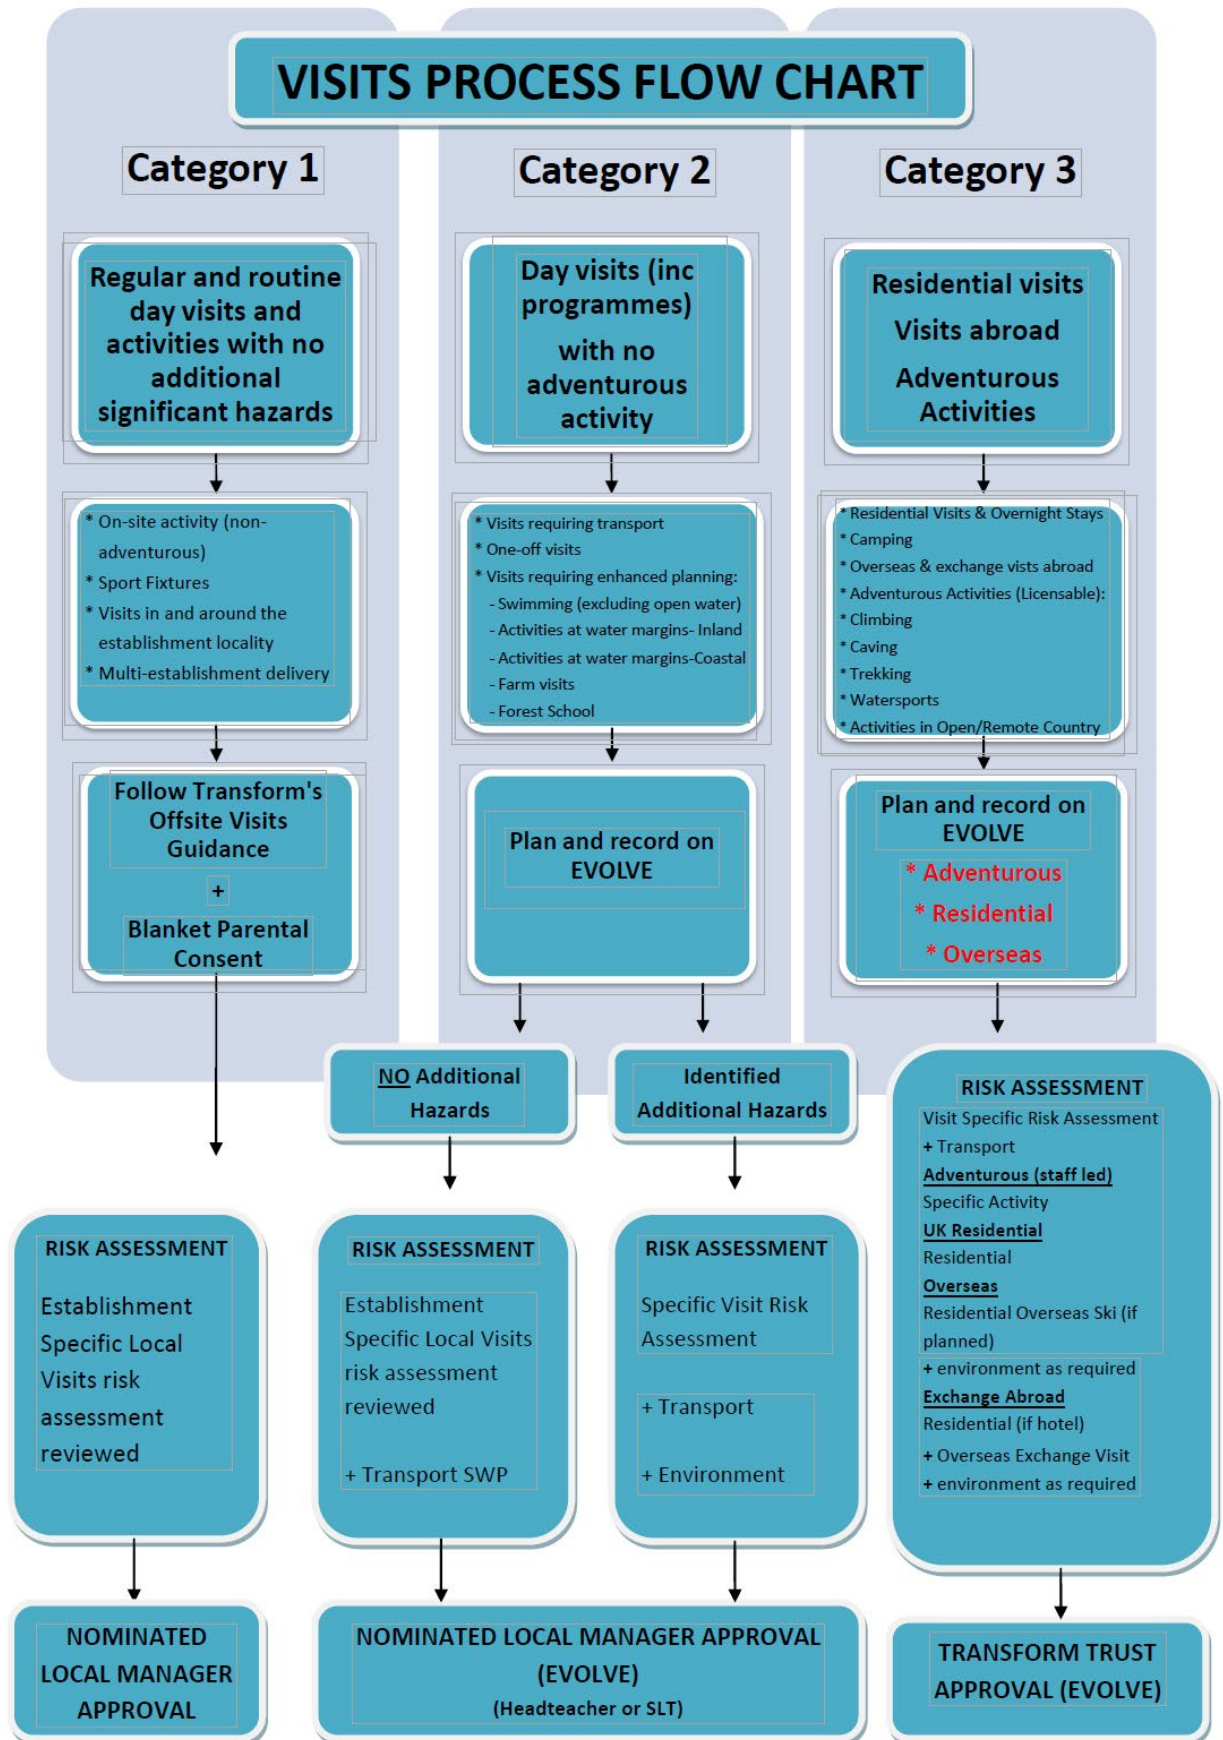 VISITS PROCESS FLOW CHART
Category 1
Regular and routine
day visits and
activities with no
additional
significant hazards
* On-site activity (non-
adventurous)
* Sport Fixtures
* Visits in and around the
establishment locality
* Multi-establishment delivery
Follow Transform's
Offsite Visits
Guidance
+
Blanket Parental
Consent
RISK ASSESSMENT
Establishment
Specific Local
Visits risk
assessment
reviewed
NOMINATED
LOCAL MANAGER
APPROVAL
Category 2
Day visits (inc
programmes)
with no
adventurous
activity
* Visits requiring transport
* One-off visits
* Visits requiring enhanced planning:
- Swimming (excluding open water)
- Activities at water margins- Inland
- Activities at water margins-Coastal
- Farm visits
- Forest School
Plan and record on
EVOLVE
NO Additional
Hazards
RISK ASSESSMENT
Establishment
Specific Local Visits
risk assessment
reviewed
+ Transport SWP
Identified
Additional Hazards
RISK ASSESSMENT
Specific Visit Risk
Assessment
+ Transport
+ Environment
NOMINATED LOCAL MANAGER APPROVAL
(EVOLVE)
(Headteacher or SLT)
Category 3
Residential visits
Visits abroad
Adventurous
Activities
* Residential Visits & Overnight Stays
* Camping
* Overseas & exchange vists abroad
* Adventurous Activities (Licensable):
* Climbing
* Caving
* Trekking
* Watersports
* Activities in Open/Remote Country
Plan and record on
EVOLVE
* Adventurous
* Residential
* Overseas
RISK ASSESSMENT
Visit Specific Risk Assessment
+ Transport
Adventurous (staff led)
Specific Activity
UK Residential
Residential
Overseas
Residential Overseas Ski (if
planned)
+ environment as required
Exchange Abroad
Residential (if hotel)
+ Overseas Exchange Visit
+ environment as required
TRANSFORM TRUST
APPROVAL (EVOLVE)